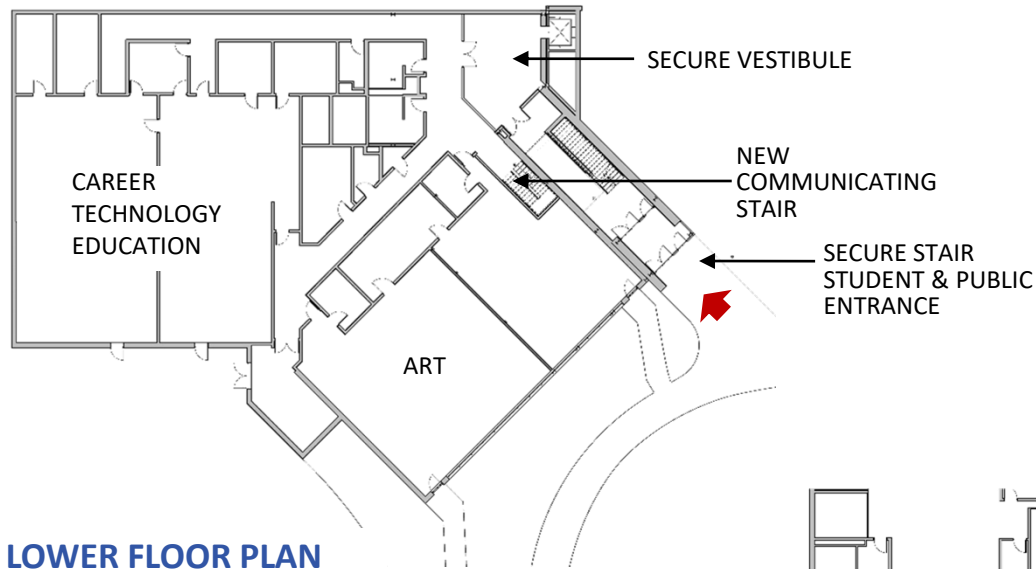 SECURE VESTIBULE
NEW
COMMUNICATING
STAIR
CAREER
TECHNOLOGY
EDUCATION
SECURE STAIR
STUDENT & PUBLIC
ENTRANCE
ART
LOWER FLOOR PLAN